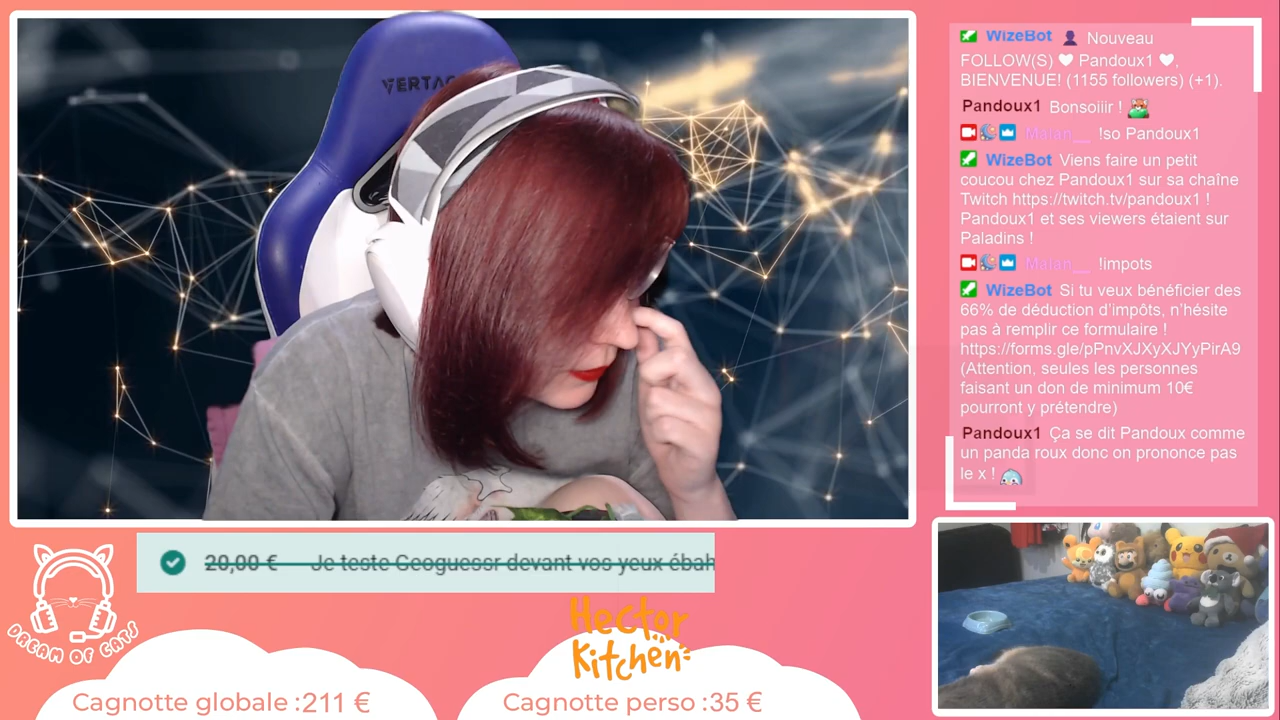 VERTAG
WizeBot Nouveau
FOLLOW(S) ♥ Pandoux1 ♥,
BIENVENUE! (1155 followers) (+1).
Pandoux1 Bonsoiiir !
Maian__ !so Pandoux1
WizeBot Viens faire un petit
coucou chez Pandoux1 sur sa chaîne
Twitch https://twitch.tv/pandoux1 !
Pandoux1 et ses viewers étaient sur
Paladins !
Maian__ !impots
WizeBot Si tu veux bénéficier des
66% de déduction d'impôts, n'hésite
pas à remplir ce formulaire !
https://forms.gle/pPnvXJXyXJYyPirA9
(Attention, seules les personnes
faisant un don de minimum 10€
pourront y prétendre)
Pandoux1 Ça se dit Pandoux comme
un panda roux donc on prononce pas
le x !
20,00 € Je teste Geoguessr devant vos yeux ébah
DREAM OF CATS
Hector
Kitchen
Cagnotte globale :211 €
Cagnotte perso :35 €